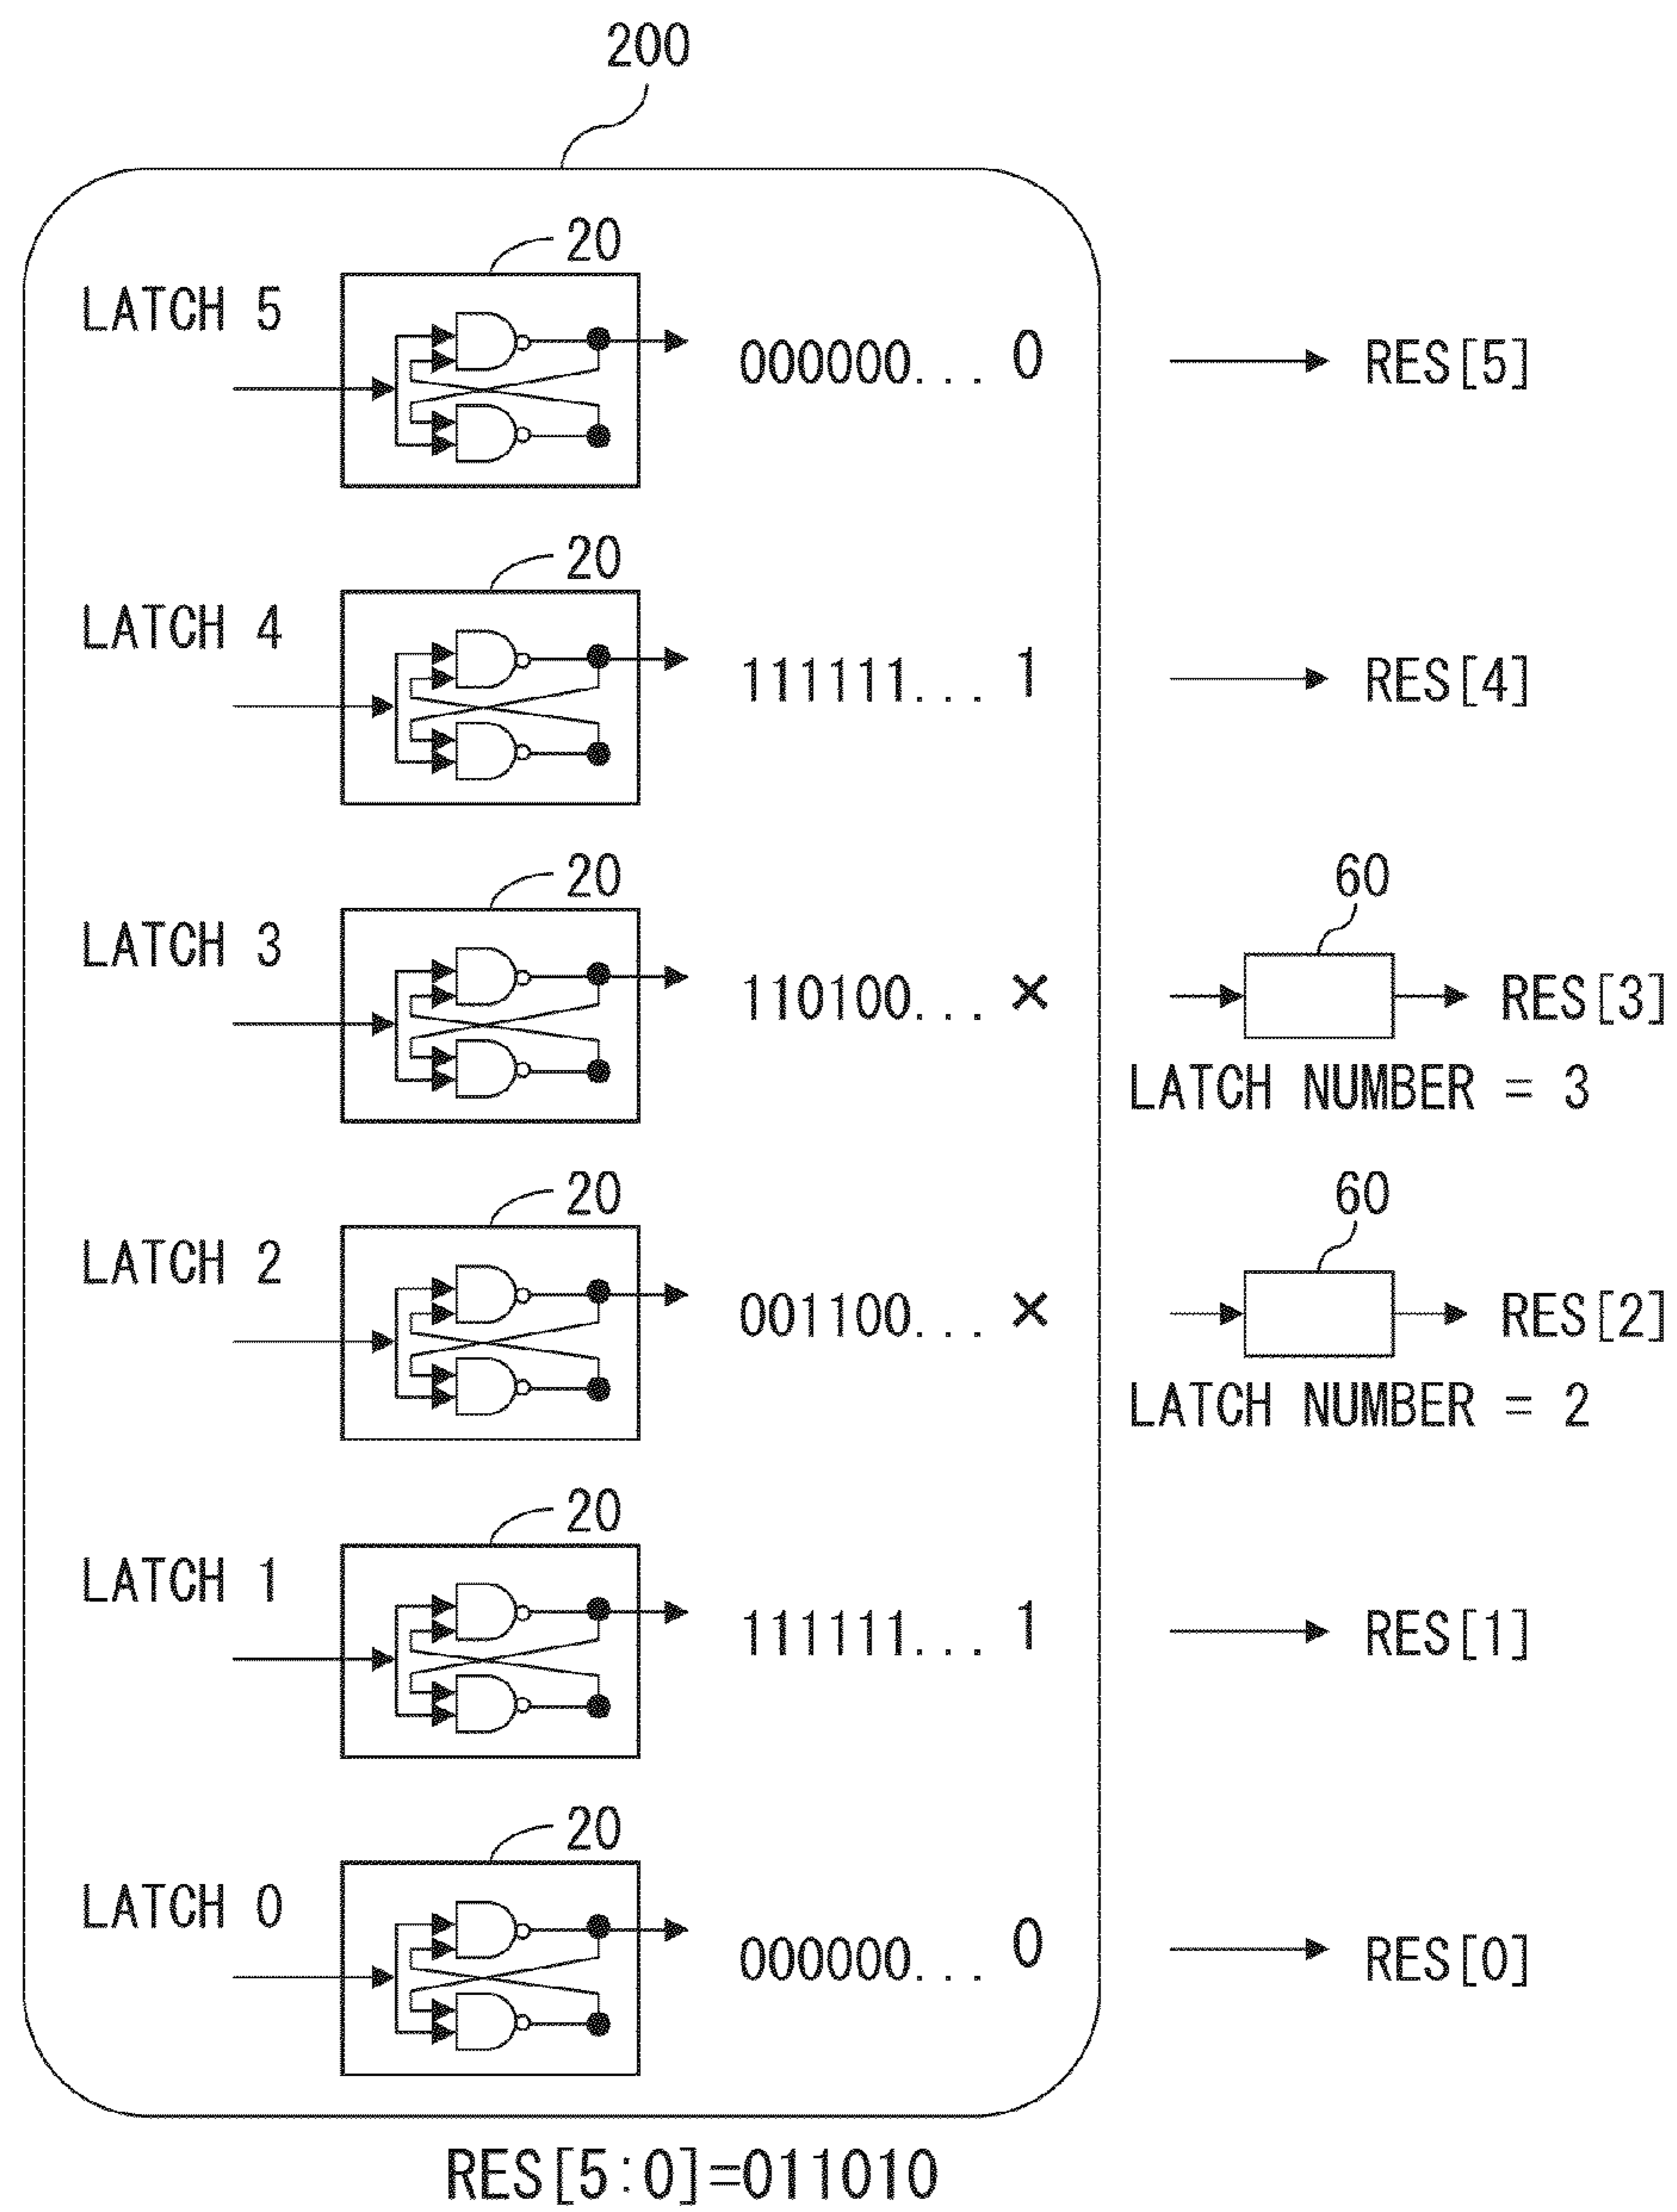 200
20
LATCH 5 000000... 0 RES[5]
20
LATCH 4 111111... 1 RES[4]
20 60
LATCH 3 110100... × RES[3]
LATCH NUMBER = 3
20 60
LATCH 2 001100... × RES[2]
LATCH NUMBER = 2
20
LATCH 1 111111... 1 RES[1]
20
LATCH 0 000000... 0 RES[0]
RES[5:0]=011010